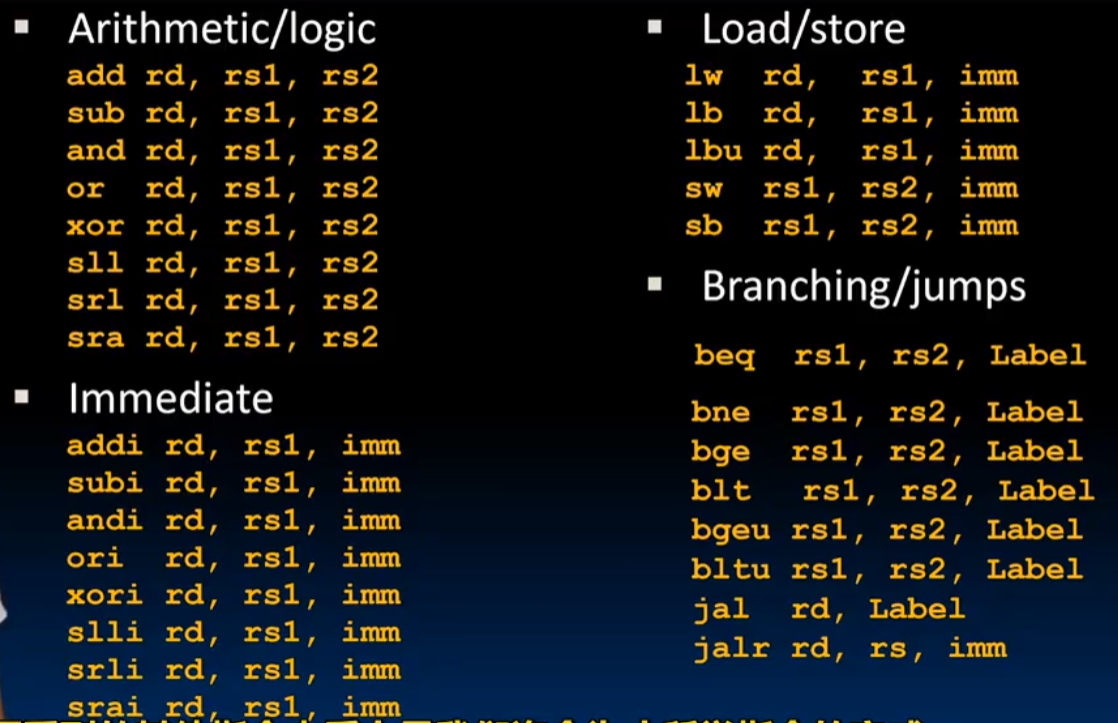 Arithmetic/logic
add rd, rs1, rs2
sub rd, rs1, rs2
and rd, rs1, rs2
or rd, rs1, rs2
xor rd, rs1, rs2
sll rd, rs1, rs2
srl rd, rs1, rs2
sra rd, rs1, rs2
Immediate
addi rd, rs1, imm
subi rd, rs1, imm
andi rd, rs1, imm
ori rd, rs1, imm
xori rd, rs1, imm
slli rd, rs1, imm
srli rd, rs1, imm
srai rd, rs1, imm
Load/store
lw rd, rs1, imm
lb rd, rs1, imm
lbu rd, rs1, imm
sw rs1, rs2, imm
sb rs1, rs2, imm
Branching/jumps
beq rs1, rs2, Label
bne rs1, rs2, Label
bge rs1, rs2, Label
blt rs1, rs2, Label
bgeu rs1, rs2, Label
bltu rs1, rs2, Label
jal rd, Label
jalr rd, rs, imm